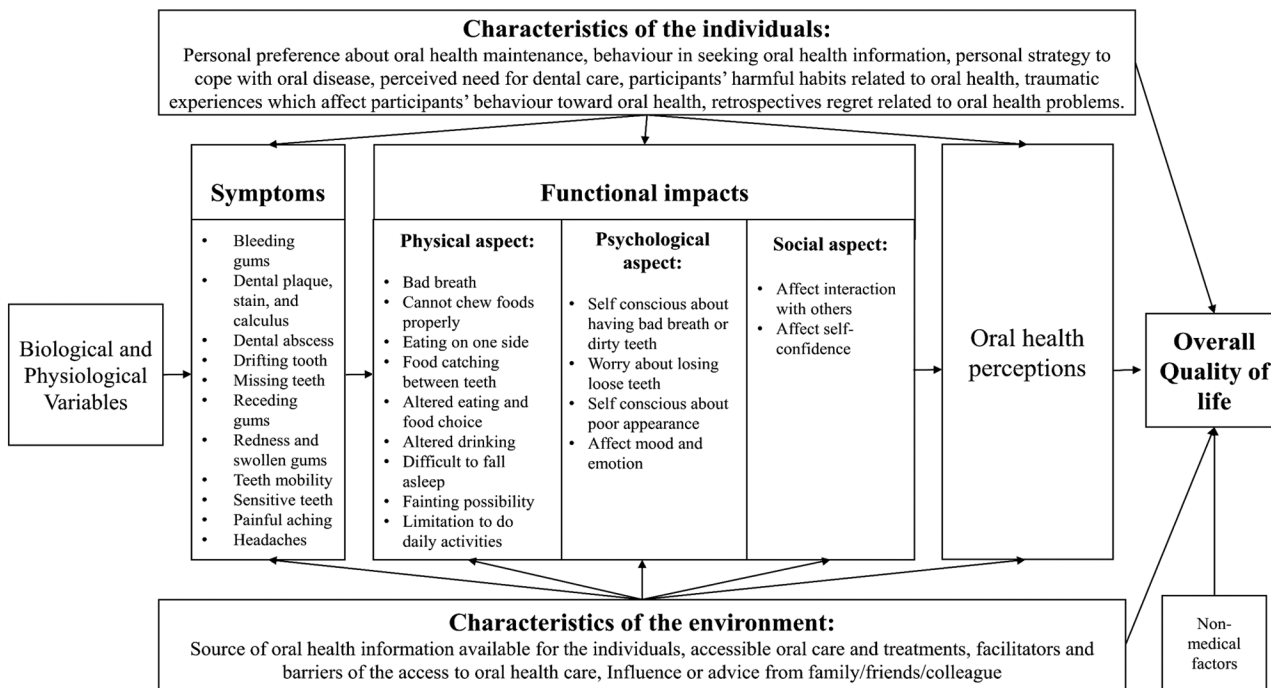 Characteristics of the individuals:
Personal preference about oral health maintenance, behaviour in seeking oral health information, personal strategy to
cope with oral disease, perceived need for dental care, participants' harmful habits related to oral health, traumatic
experiences which affect participants' behaviour toward oral health, retrospectives regret related to oral health problems.
Biological and
Physiological
Variables
Symptoms
• Bleeding
gums
• Dental plaque,
stain, and
calculus
• Dental abscess
• Drifting tooth
• Missing teeth
• Receding
gums
• Redness and
swollen gums
• Teeth mobility
• Sensitive teeth
• Painful aching
• Headaches
Functional impacts
Physical aspect:
• Bad breath
• Cannot chew foods
properly
• Eating on one side
• Food catching
between teeth
• Altered eating and
food choice
• Altered drinking
• Difficult to fall
asleep
• Fainting possibility
• Limitation to do
daily activities
Psychological
aspect:
• Self conscious about
having bad breath or
dirty teeth
• Worry about losing
loose teeth
• Self conscious about
poor appearance
• Affect mood and
emotion
Social aspect:
• Affect interaction
with others
• Affect self-
confidence
Oral health
perceptions
Overall
Quality of
life
Characteristics of the environment:
Source of oral health information available for the individuals, accessible oral care and treatments, facilitators and
barriers of the access to oral health care, Influence or advice from family/friends/colleague
Non-
medical
factors